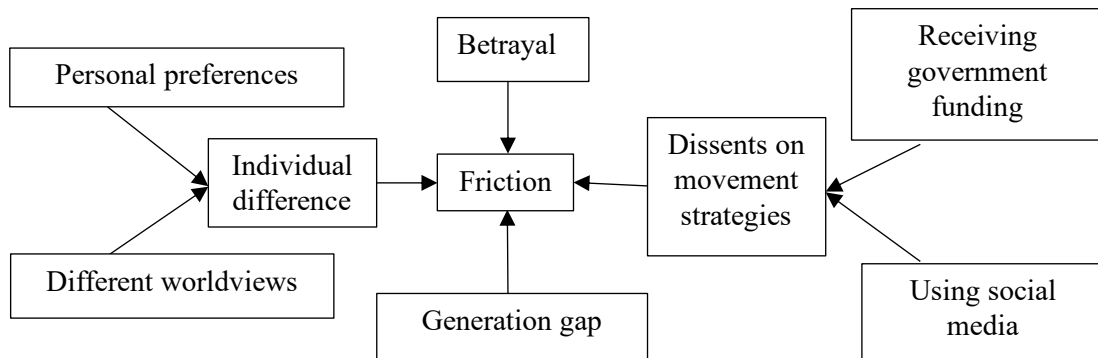 Personal preferences
Different worldviews
Individual
difference
Betrayal
Friction
Generation gap
Dissents on
movement
strategies
Receiving
government
funding
Using social
media